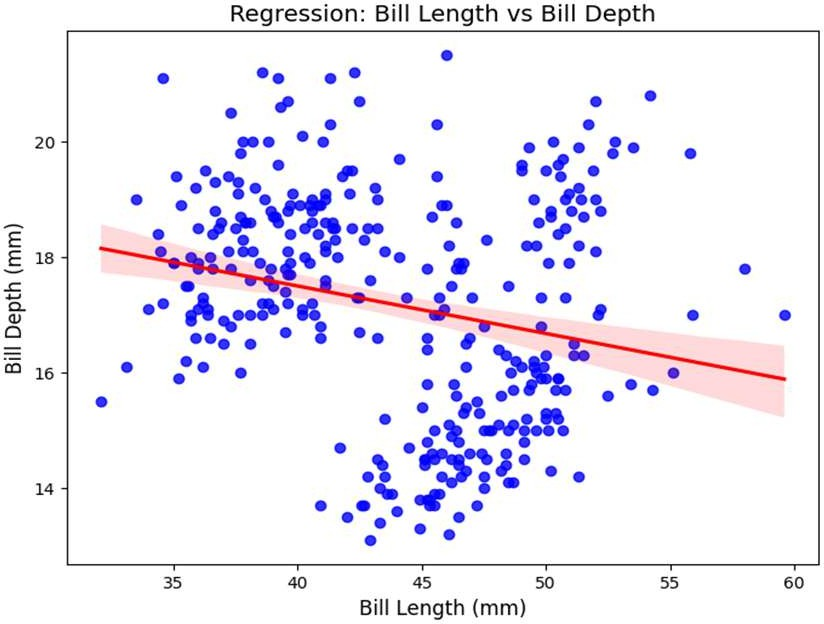 Regression: Bill Length vs Bill Depth
Bill Depth (mm)
20
18
16
14
35 40 45 50 55 60
Bill Length (mm)